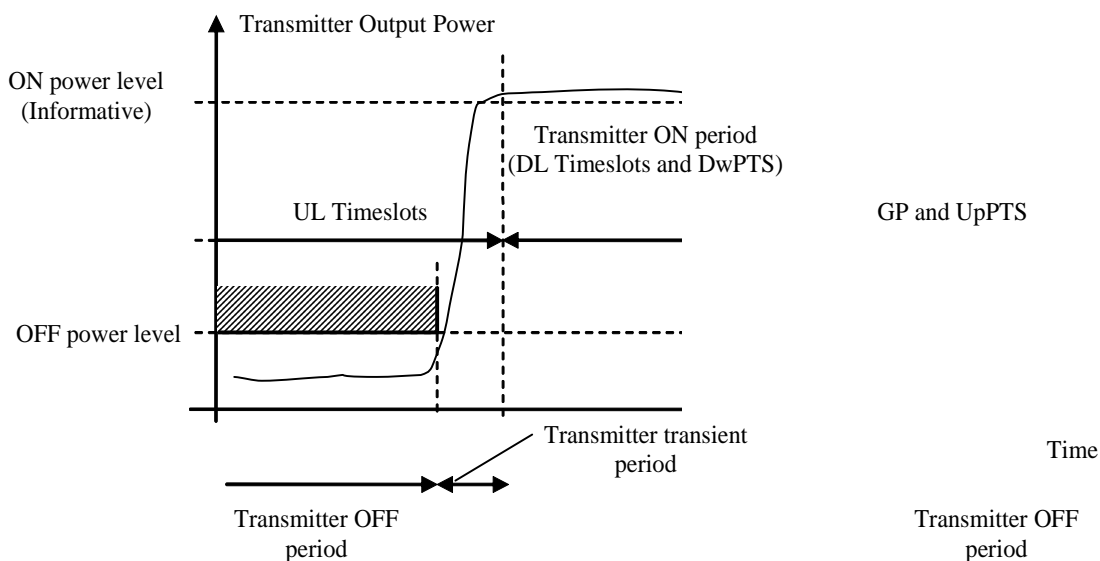 Transmitter Output Power
ON power level
(Informative)
Transmitter ON period
(DL Timeslots and DwPTS)
UL Timeslots
GP and UpPTS
OFF power level
Transmitter transient
period
Time
Transmitter OFF
period
Transmitter OFF
period